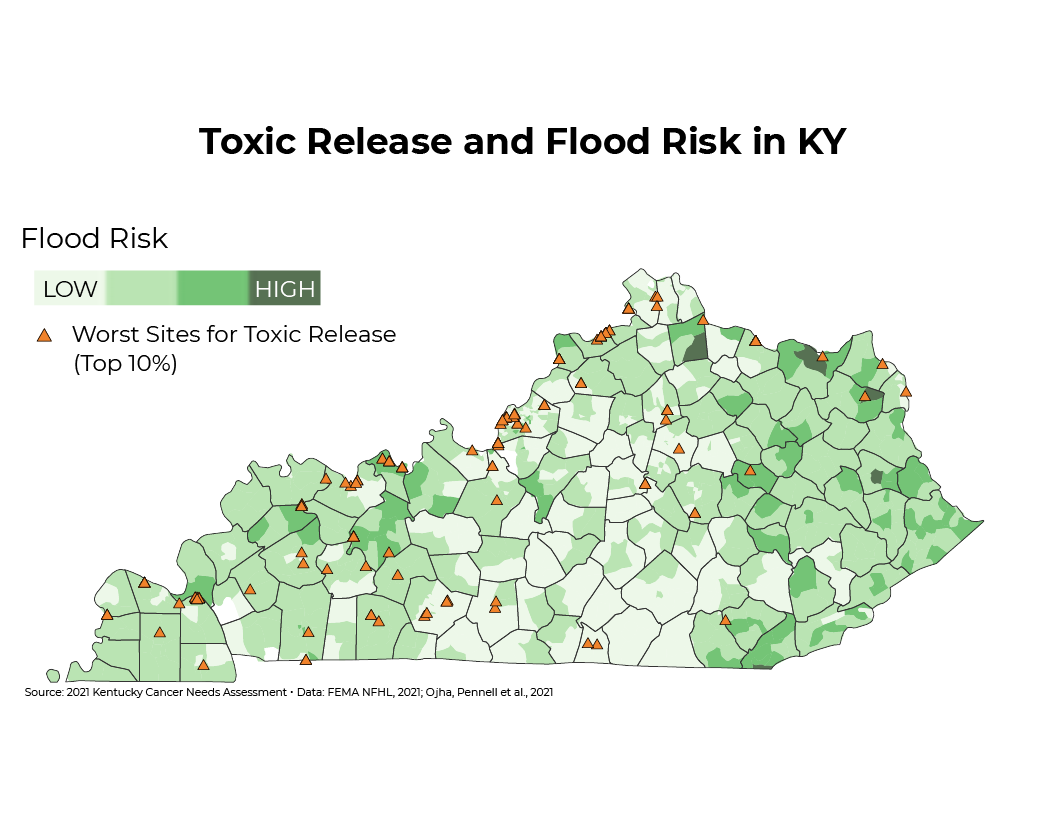 Toxic Release and Flood Risk in KY
Flood Risk
LOW HIGH
Worst Sites for Toxic Release
(Top 10%)
Source: 2021 Kentucky Cancer Needs Assessment • Data: FEMA NFHL, 2021; Ojha, Pennell et al., 2021